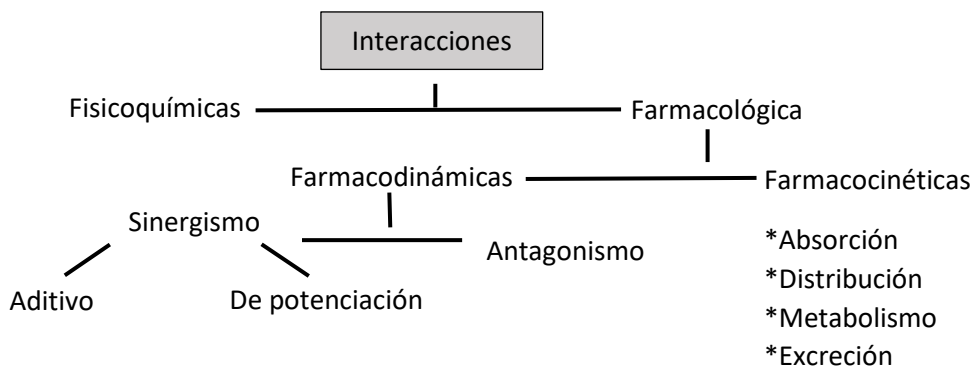 Interacciones
Fisicoquímicas
Farmacológica
Farmacodinámicas
Farmacocinéticas
Sinergismo
Antagonismo
*Absorción
*Distribución
*Metabolismo
*Excreción
Aditivo
De potenciación